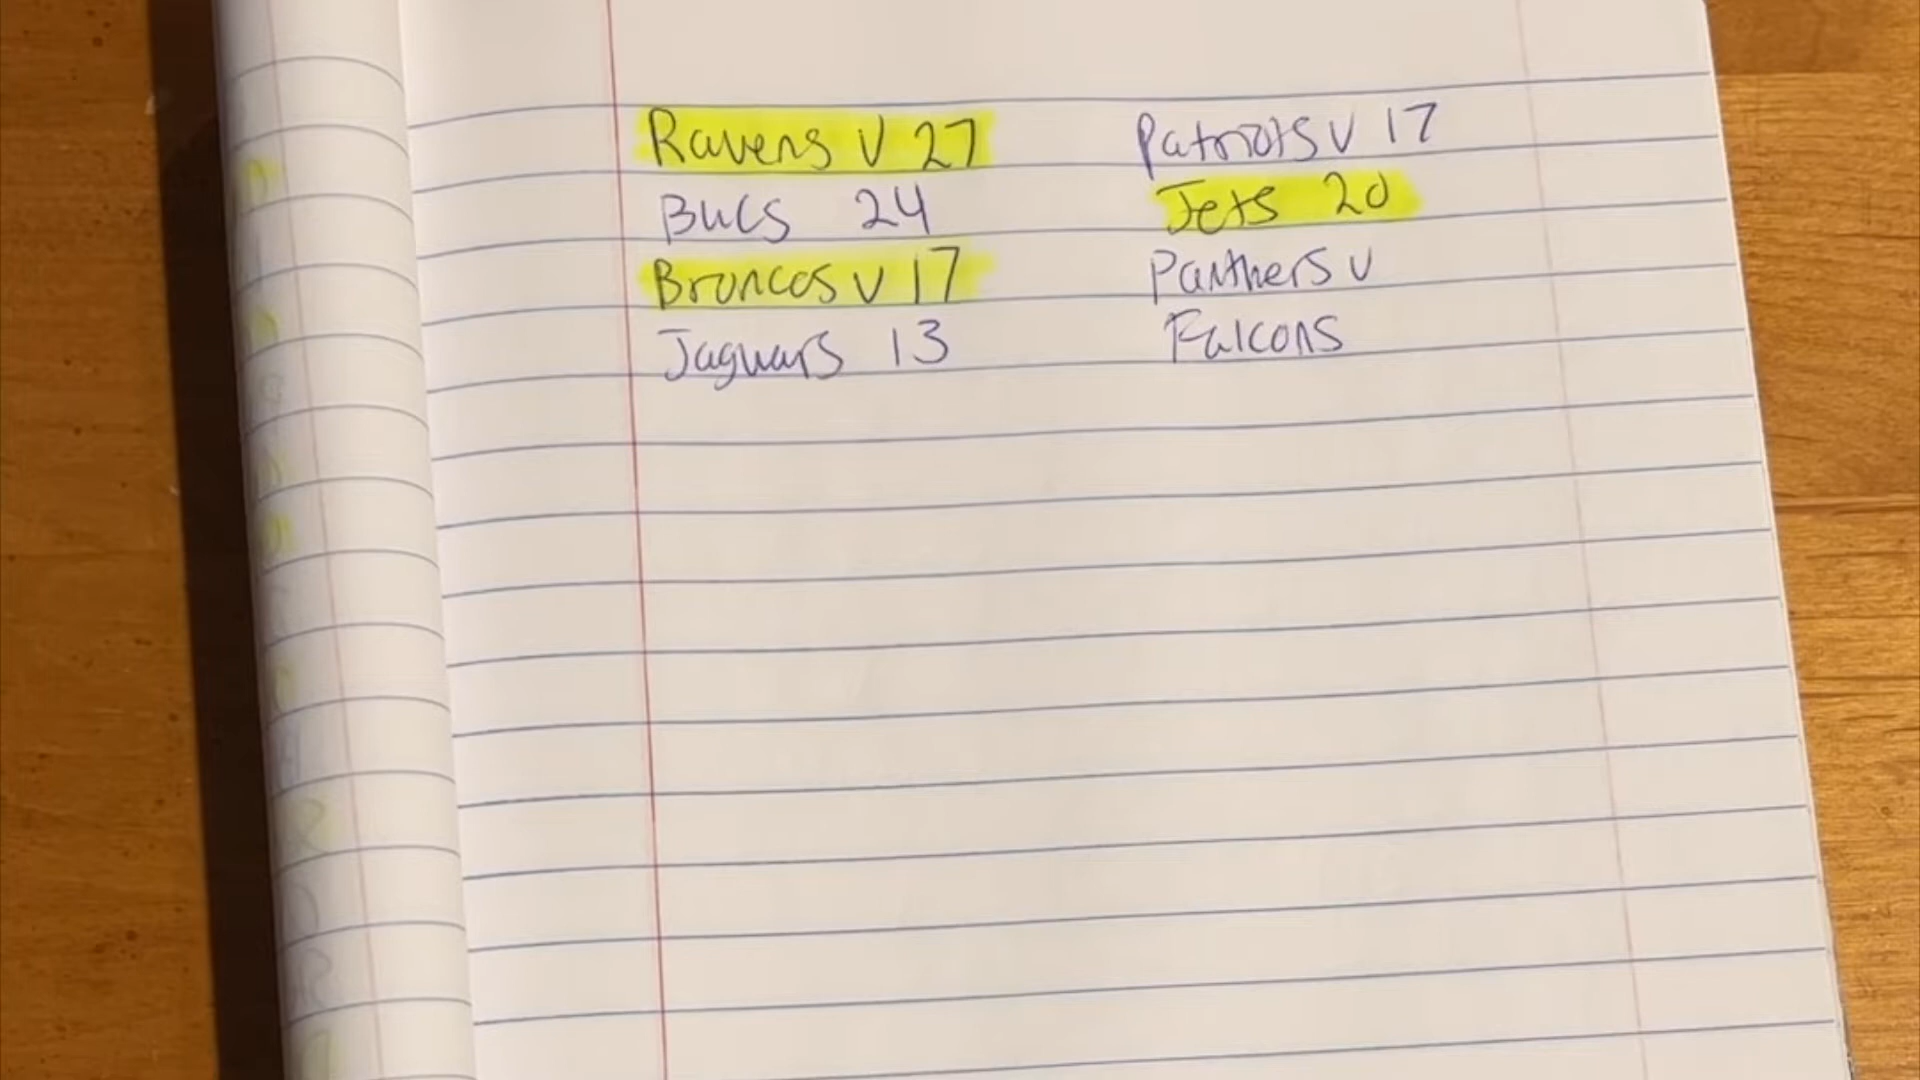 Ravens v 27
Bucs 24
Broncos v 17
Jaguars 13
Patriots v 17
Jets 20
Panthers v
Falcons